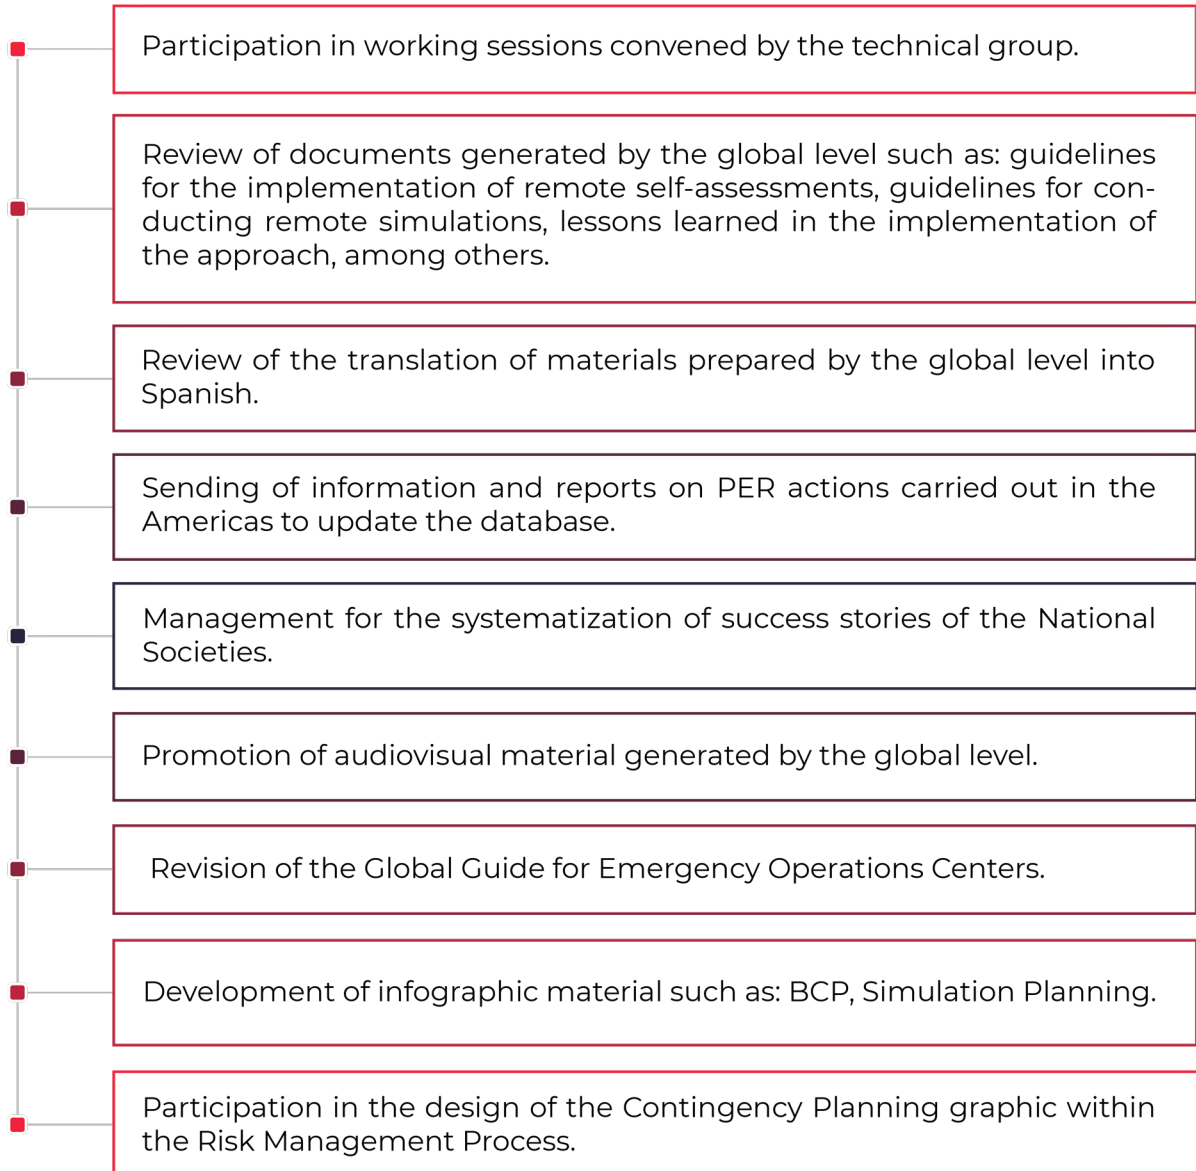 Participation in working sessions convened by the technical group.
Review of documents generated by the global level such as: guidelines
for the implementation of remote self-assessments, guidelines for con-
ducting remote simulations, lessons learned in the implementation of
the approach, among others.
Review of the translation of materials prepared by the global level into
Spanish.
Sending of information and reports on PER actions carried out in the
Americas to update the database.
Management for the systematization of success stories of the National
Societies.
Promotion of audiovisual material generated by the global level.
Revision of the Global Guide for Emergency Operations Centers.
Development of infographic material such as: BCP, Simulation Planning.
Participation in the design of the Contingency Planning graphic within
the Risk Management Process.